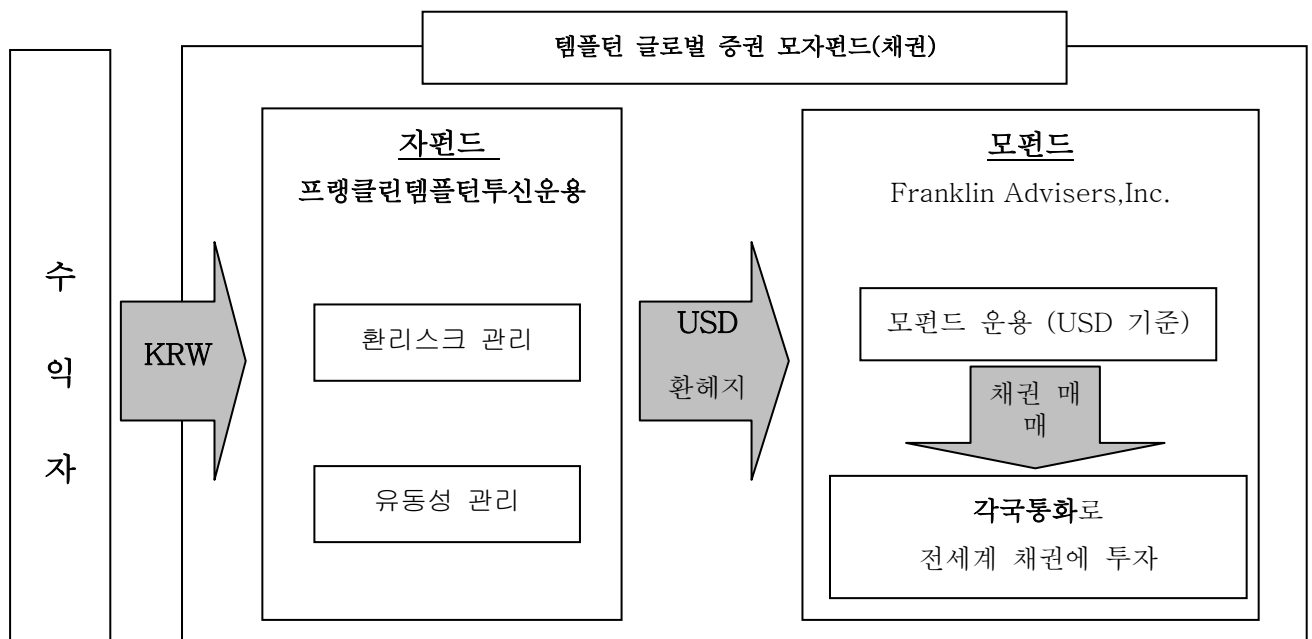 템플턴 글로벌 증권 모자펀드(채권)
수
익
자
KRW
자펀드
프랭클린템플턴투신운용
환리스크 관리
유동성 관리
USD
환헤지
모펀드
Franklin Advisers,Inc.
모펀드 운용 (USD 기준)
채권 매
매
각국통화로
전세계 채권에 투자